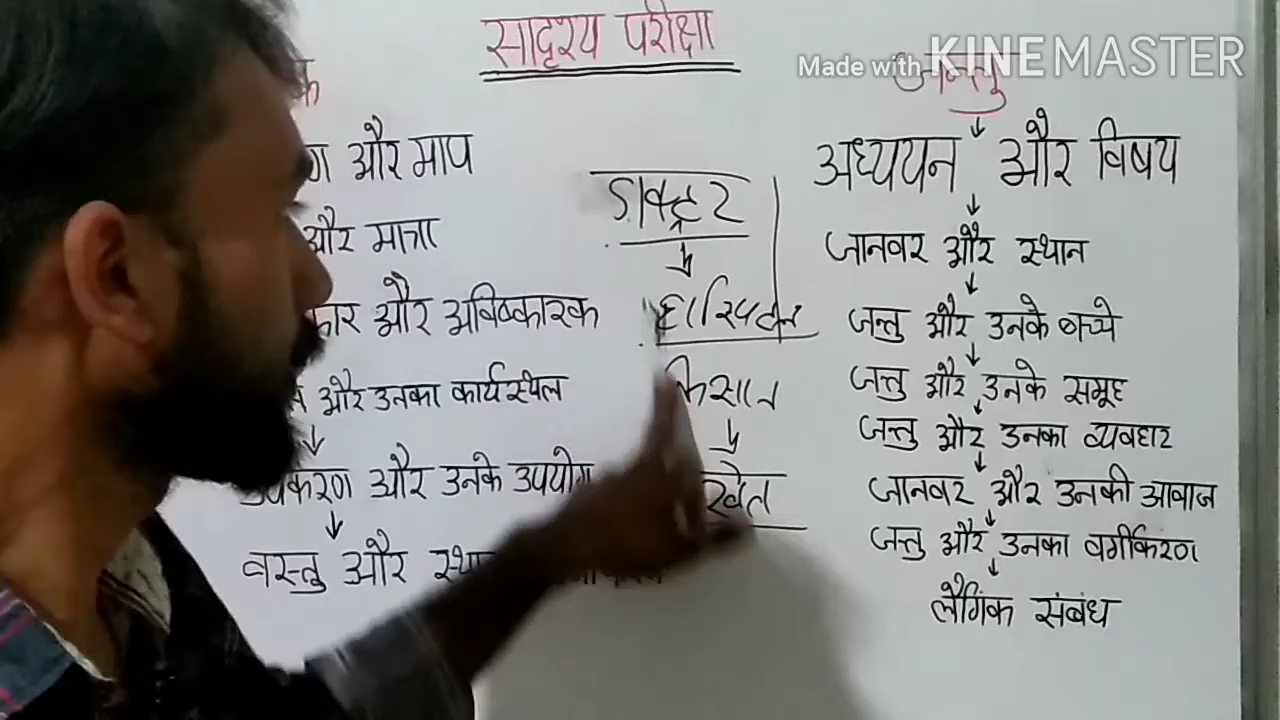 सादृश्य परीक्षा
Made with KINEMASTER
और माप
और मात्रा
और अविष्कारक
और उनका कार्यस्थल
उपकरण और उनके उपयोग
वस्तु और
डाक्ट्रर
हास्पिटल
किसान
खेत
जन्तु
अध्ययन और विषय
जानवर और स्थान
जन्तु और उनके बच्चे
जन्तु और उनके समूह
जन्तु और उनका व्यवहार
जानवर और उनकी आवाज
जन्तु और उनका वर्गीकरण
लैगिंक संबंध